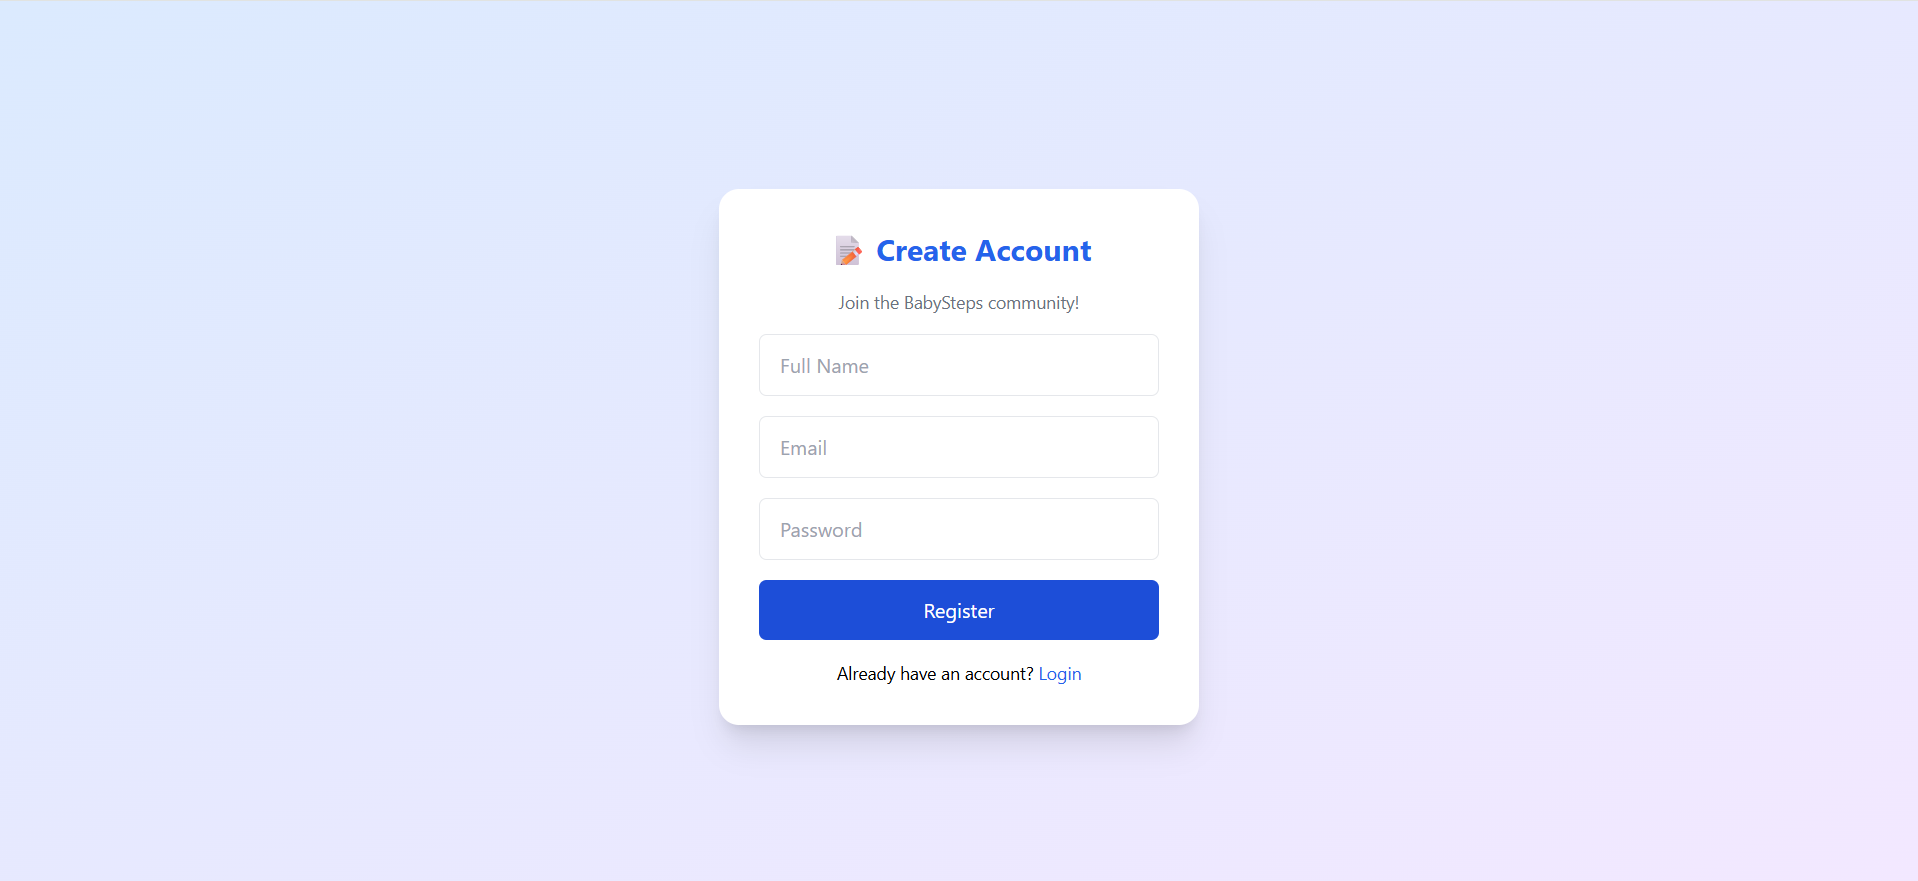 📝 Create Account
Join the BabySteps community!
Full Name
Email
Password
Register
Already have an account? Login